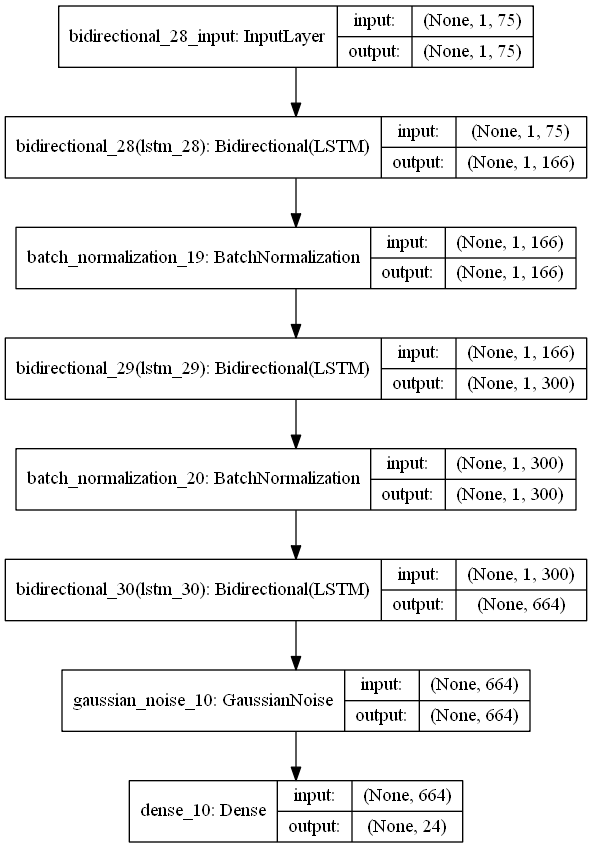 bidirectional_28_input: InputLayer
input: (None, 1, 75)
output: (None, 1, 75)
bidirectional_28(lstm_28): Bidirectional(LSTM)
input: (None, 1, 75)
output: (None, 1, 166)
batch_normalization_19: BatchNormalization
input: (None, 1, 166)
output: (None, 1, 166)
bidirectional_29(lstm_29): Bidirectional(LSTM)
input: (None, 1, 166)
output: (None, 1, 300)
batch_normalization_20: BatchNormalization
input: (None, 1, 300)
output: (None, 1, 300)
bidirectional_30(lstm_30): Bidirectional(LSTM)
input: (None, 1, 300)
output: (None, 664)
gaussian_noise_10: GaussianNoise
input: (None, 664)
output: (None, 664)
dense_10: Dense
input: (None, 664)
output: (None, 24)